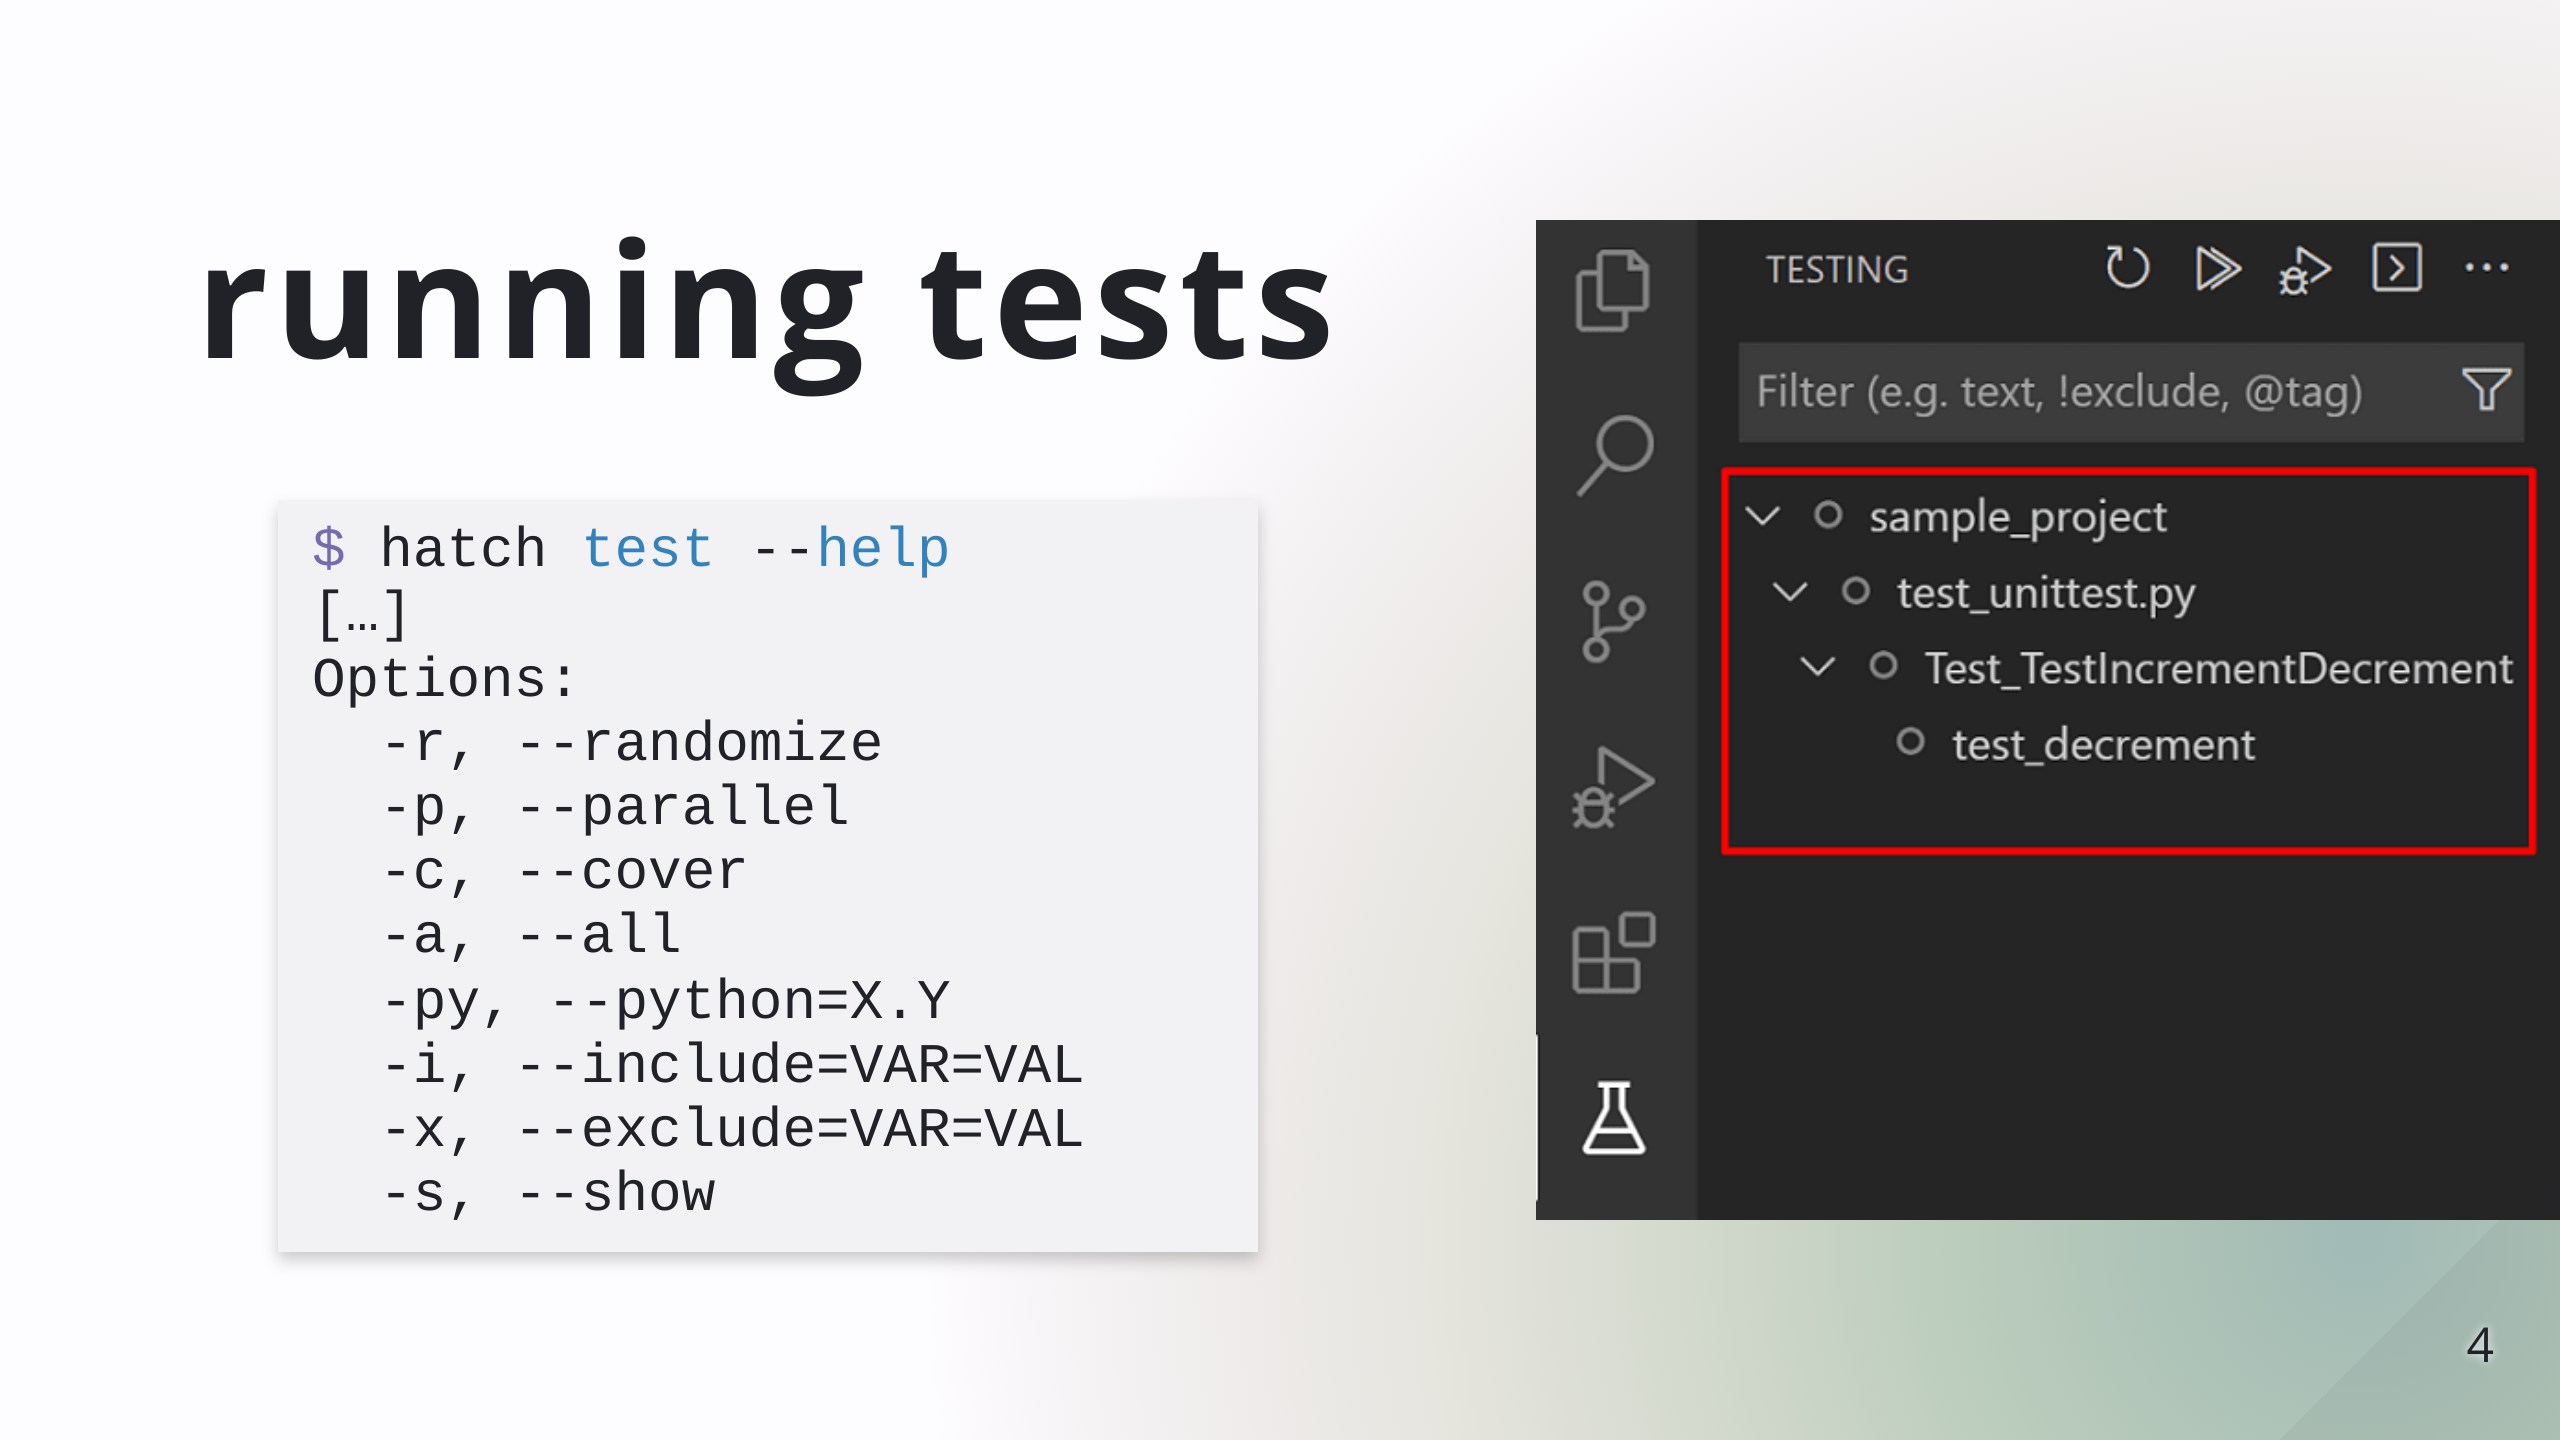 running tests
$ hatch test --help
[…]
Options:
-r, --randomize
-p, --parallel
-c, --cover
-a, --all
-py, --python=X.Y
-i, --include=VAR=VAL
-x, --exclude=VAR=VAL
-s, --show
TESTING
Filter (e.g. text, !exclude, @tag)
sample_project
test_unittest.py
Test_TestIncrementDecrement
test_decrement
4